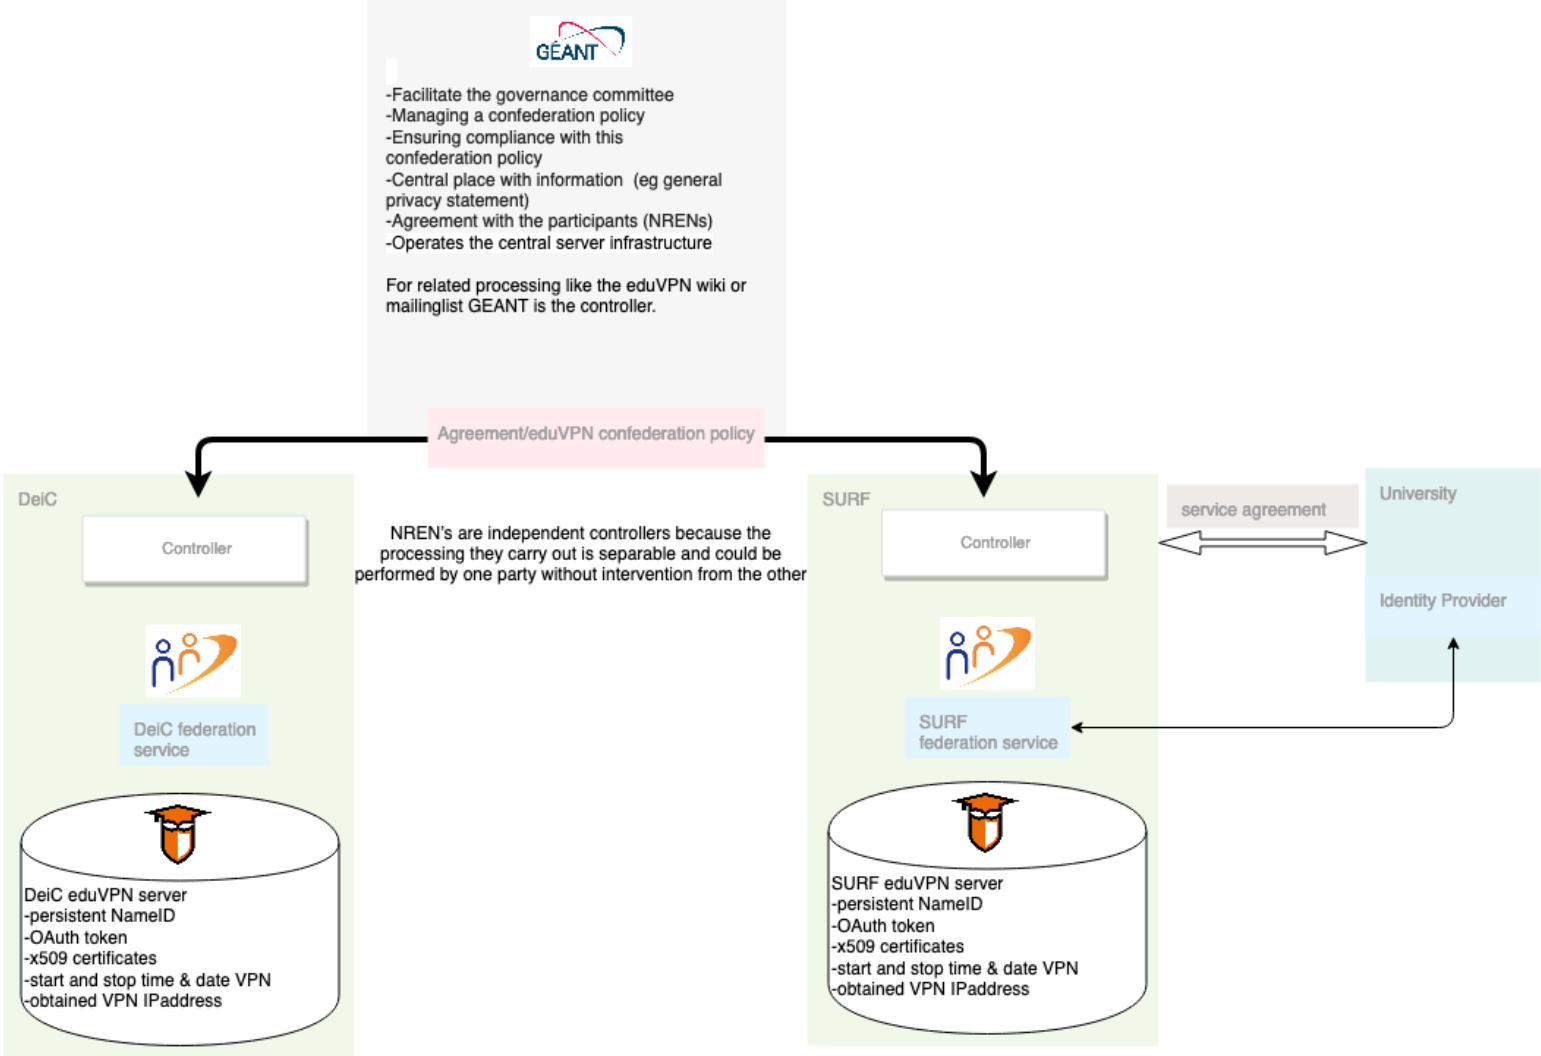 GÉANT
-Facilitate the governance committee
-Managing a confederation policy
-Ensuring compliance with this
confederation policy
-Central place with information  (eg general
privacy statement)
-Agreement with the participants (NRENs)
-Operates the central server infrastructure
For related processing like the eduVPN wiki or
mailinglist GEANT is the controller.
Agreement/eduVPN confederation policy
DeiC
Controller
NREN's are independent controllers because the
processing they carry out is separable and could be
performed by one party without intervention from the other
SURF
Controller
service agreement
University
Identity Provider
DeiC federation
service
SURF
federation service
DeiC eduVPN server
-persistent NameID
-OAuth token
-x509 certificates
-start and stop time & date VPN
-obtained VPN IPaddress
SURF eduVPN server
-persistent NameID
-OAuth token
-x509 certificates
-start and stop time & date VPN
-obtained VPN IPaddress